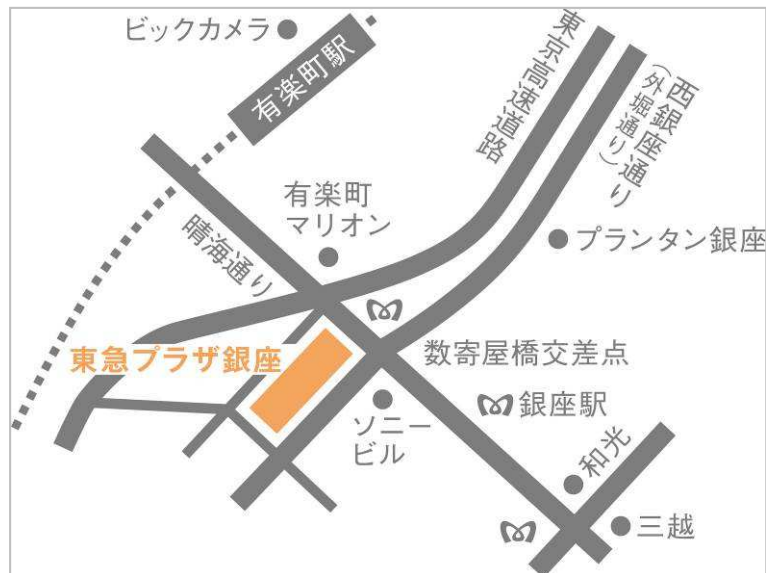 ビックカメラ
有楽町駅
東京高速道路
西銀座通り
(外堀通り)
有楽町
マリオン
晴海通り
プランタン銀座
東急プラザ銀座
数寄屋橋交差点
銀座駅
ソニー
ビル
和光
三越